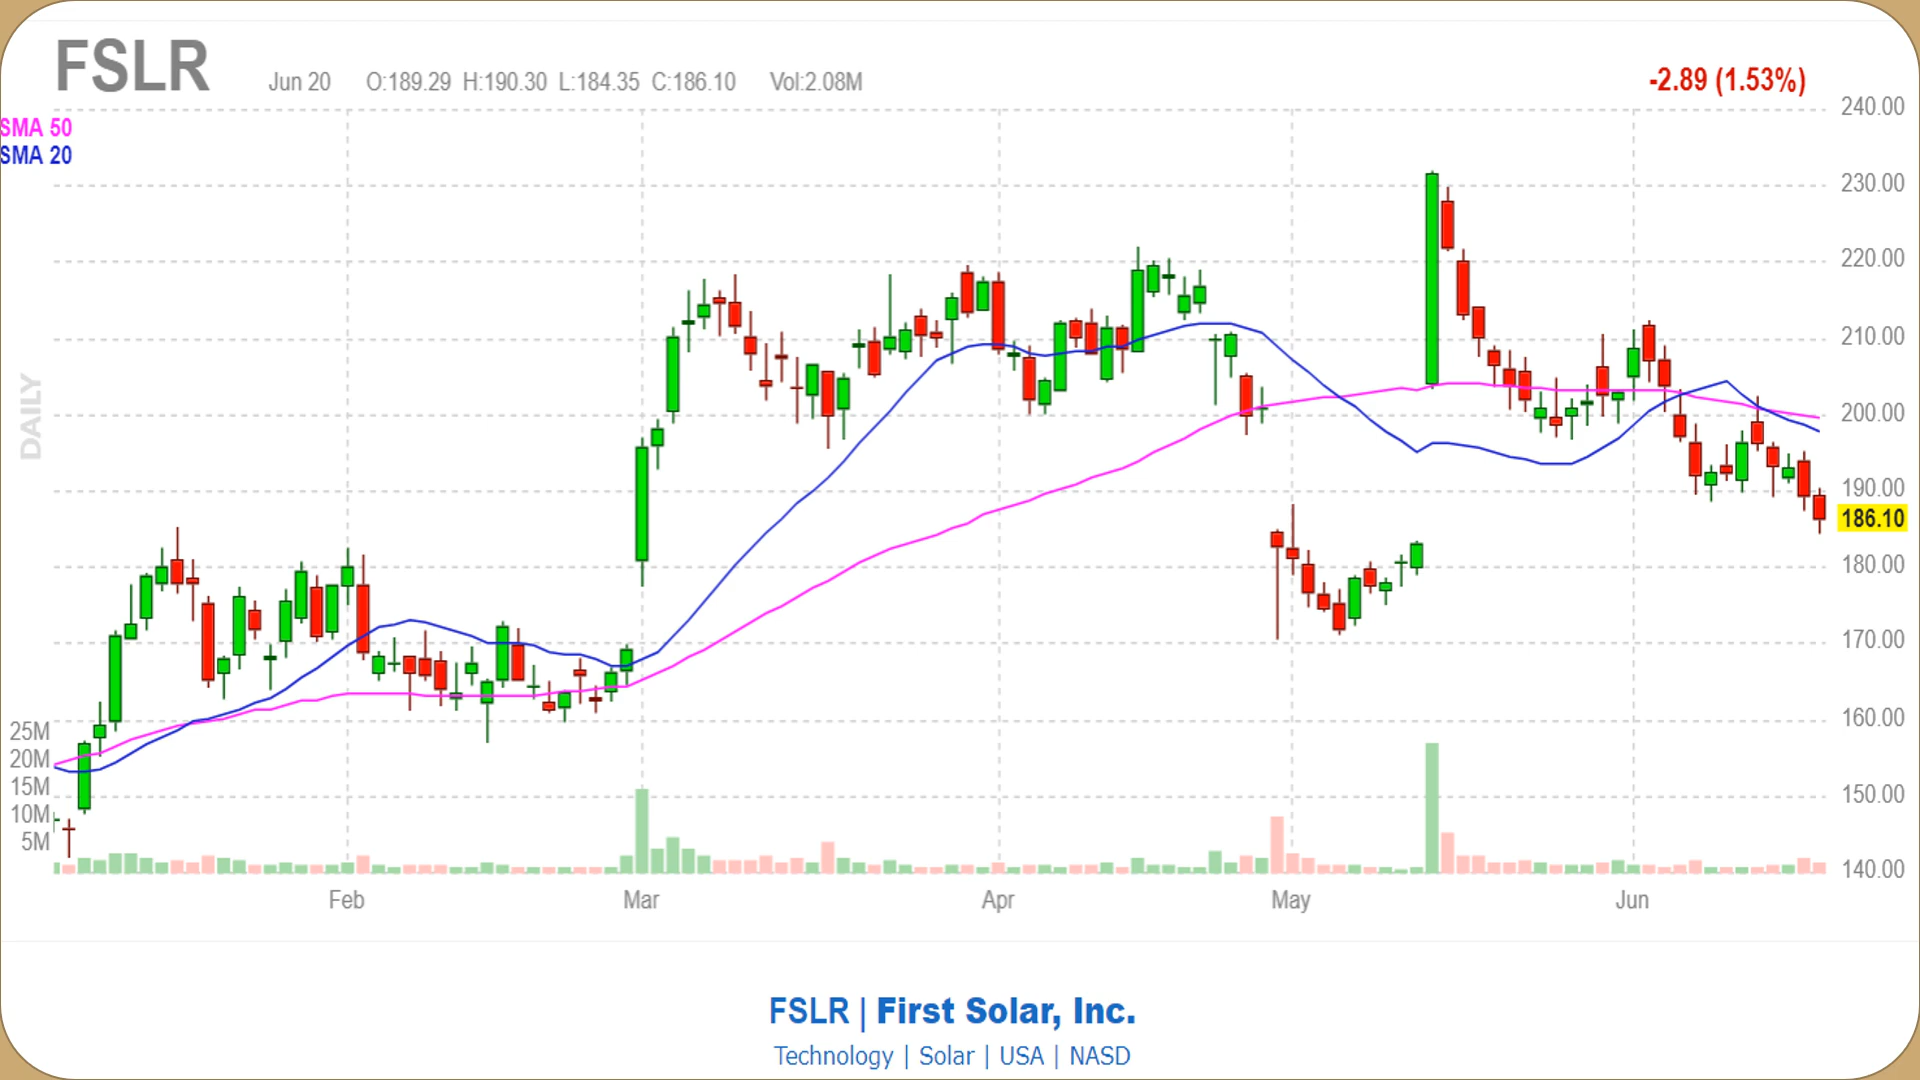 FSLR
Jun 20 O:189.29 H:190.30 L:184.35 C:186.10 Vol:2.08M
-2.89 (1.53%)
SMA 50
SMA 20
DAILY
240.00
230.00
220.00
210.00
200.00
190.00
186.10
180.00
170.00
160.00
150.00
140.00
25M
20M
15M
10M
5M
Feb Mar Apr May Jun
FSLR | First Solar, Inc.
Technology | Solar | USA | NASD